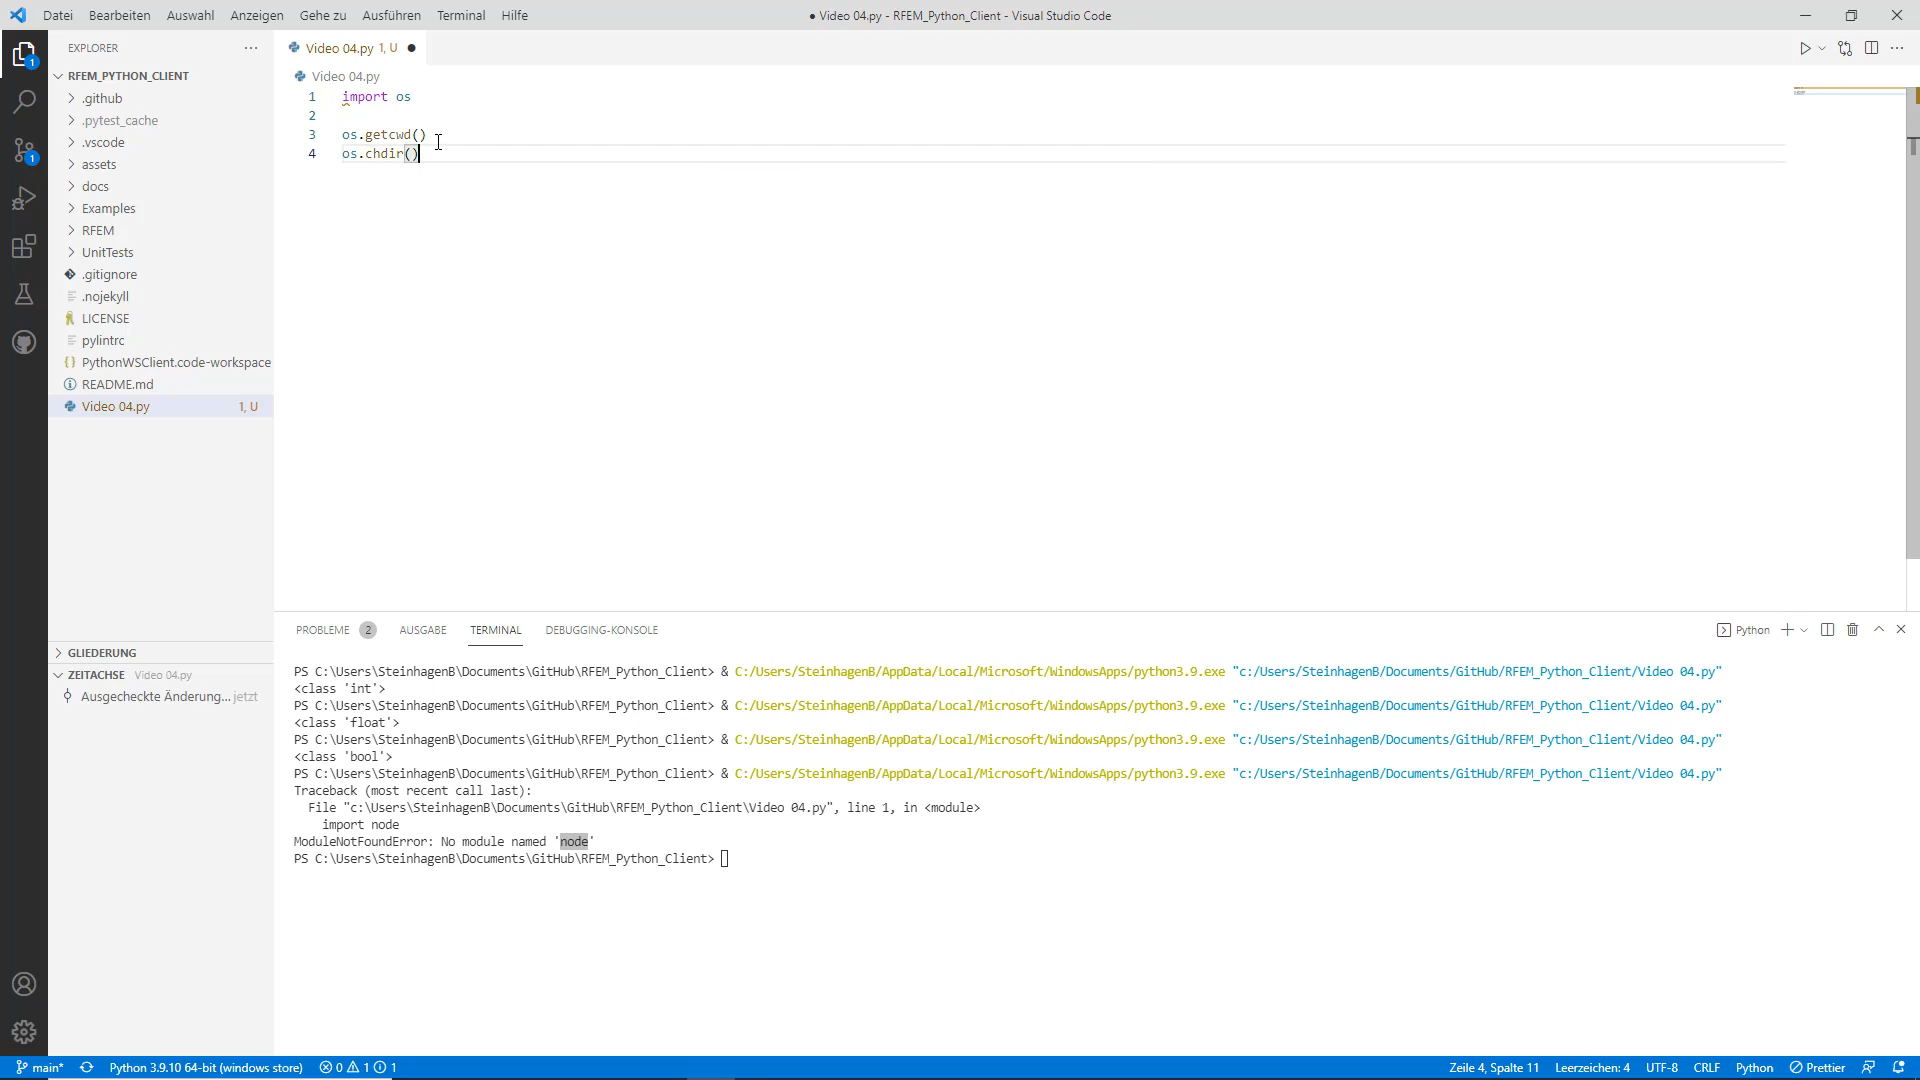 Datei Bearbeiten Auswahl Anzeigen Gehe zu Ausführen Terminal Hilfe
● Video 04.py - RFEM_Python_Client - Visual Studio Code
EXPLORER
RFEM_PYTHON_CLIENT
.github
.pytest_cache
.vscode
assets
docs
Examples
RFEM
UnitTests
.gitignore
.nojekyll
LICENSE
pylintrc
PythonWSClient.code-workspace
README.md
Video 04.py 1, U
GLIEDERUNG
ZEITACHSE Video 04.py
Ausgecheckte Änderung... jetzt
1
1
Video 04.py 1, U ●
Video 04.py
1 import os
2
3 os.getcwd()
4 os.chdir()
PROBLEME 2 AUSGABE TERMINAL DEBUGGING-KONSOLE
Python
PS C:\Users\SteinhagenB\Documents\GitHub\RFEM_Python_Client> & C:/Users/SteinhagenB/AppData/Local/Microsoft/WindowsApps/python3.9.exe "c:/Users/SteinhagenB/Documents/GitHub/RFEM_Python_Client/Video 04.py"
<class 'int'>
PS C:\Users\SteinhagenB\Documents\GitHub\RFEM_Python_Client> & C:/Users/SteinhagenB/AppData/Local/Microsoft/WindowsApps/python3.9.exe "c:/Users/SteinhagenB/Documents/GitHub/RFEM_Python_Client/Video 04.py"
<class 'float'>
PS C:\Users\SteinhagenB\Documents\GitHub\RFEM_Python_Client> & C:/Users/SteinhagenB/AppData/Local/Microsoft/WindowsApps/python3.9.exe "c:/Users/SteinhagenB/Documents/GitHub/RFEM_Python_Client/Video 04.py"
<class 'bool'>
PS C:\Users\SteinhagenB\Documents\GitHub\RFEM_Python_Client> & C:/Users/SteinhagenB/AppData/Local/Microsoft/WindowsApps/python3.9.exe "c:/Users/SteinhagenB/Documents/GitHub/RFEM_Python_Client/Video 04.py"
Traceback (most recent call last):
File "c:\Users\SteinhagenB\Documents\GitHub\RFEM_Python_Client\Video 04.py", line 1, in <module>
import node
ModuleNotFoundError: No module named 'node'
PS C:\Users\SteinhagenB\Documents\GitHub\RFEM_Python_Client>
main* Python 3.9.10 64-bit (windows store) 0 1 1
Zeile 4, Spalte 11 Leerzeichen: 4 UTF-8 CRLF Python Prettier